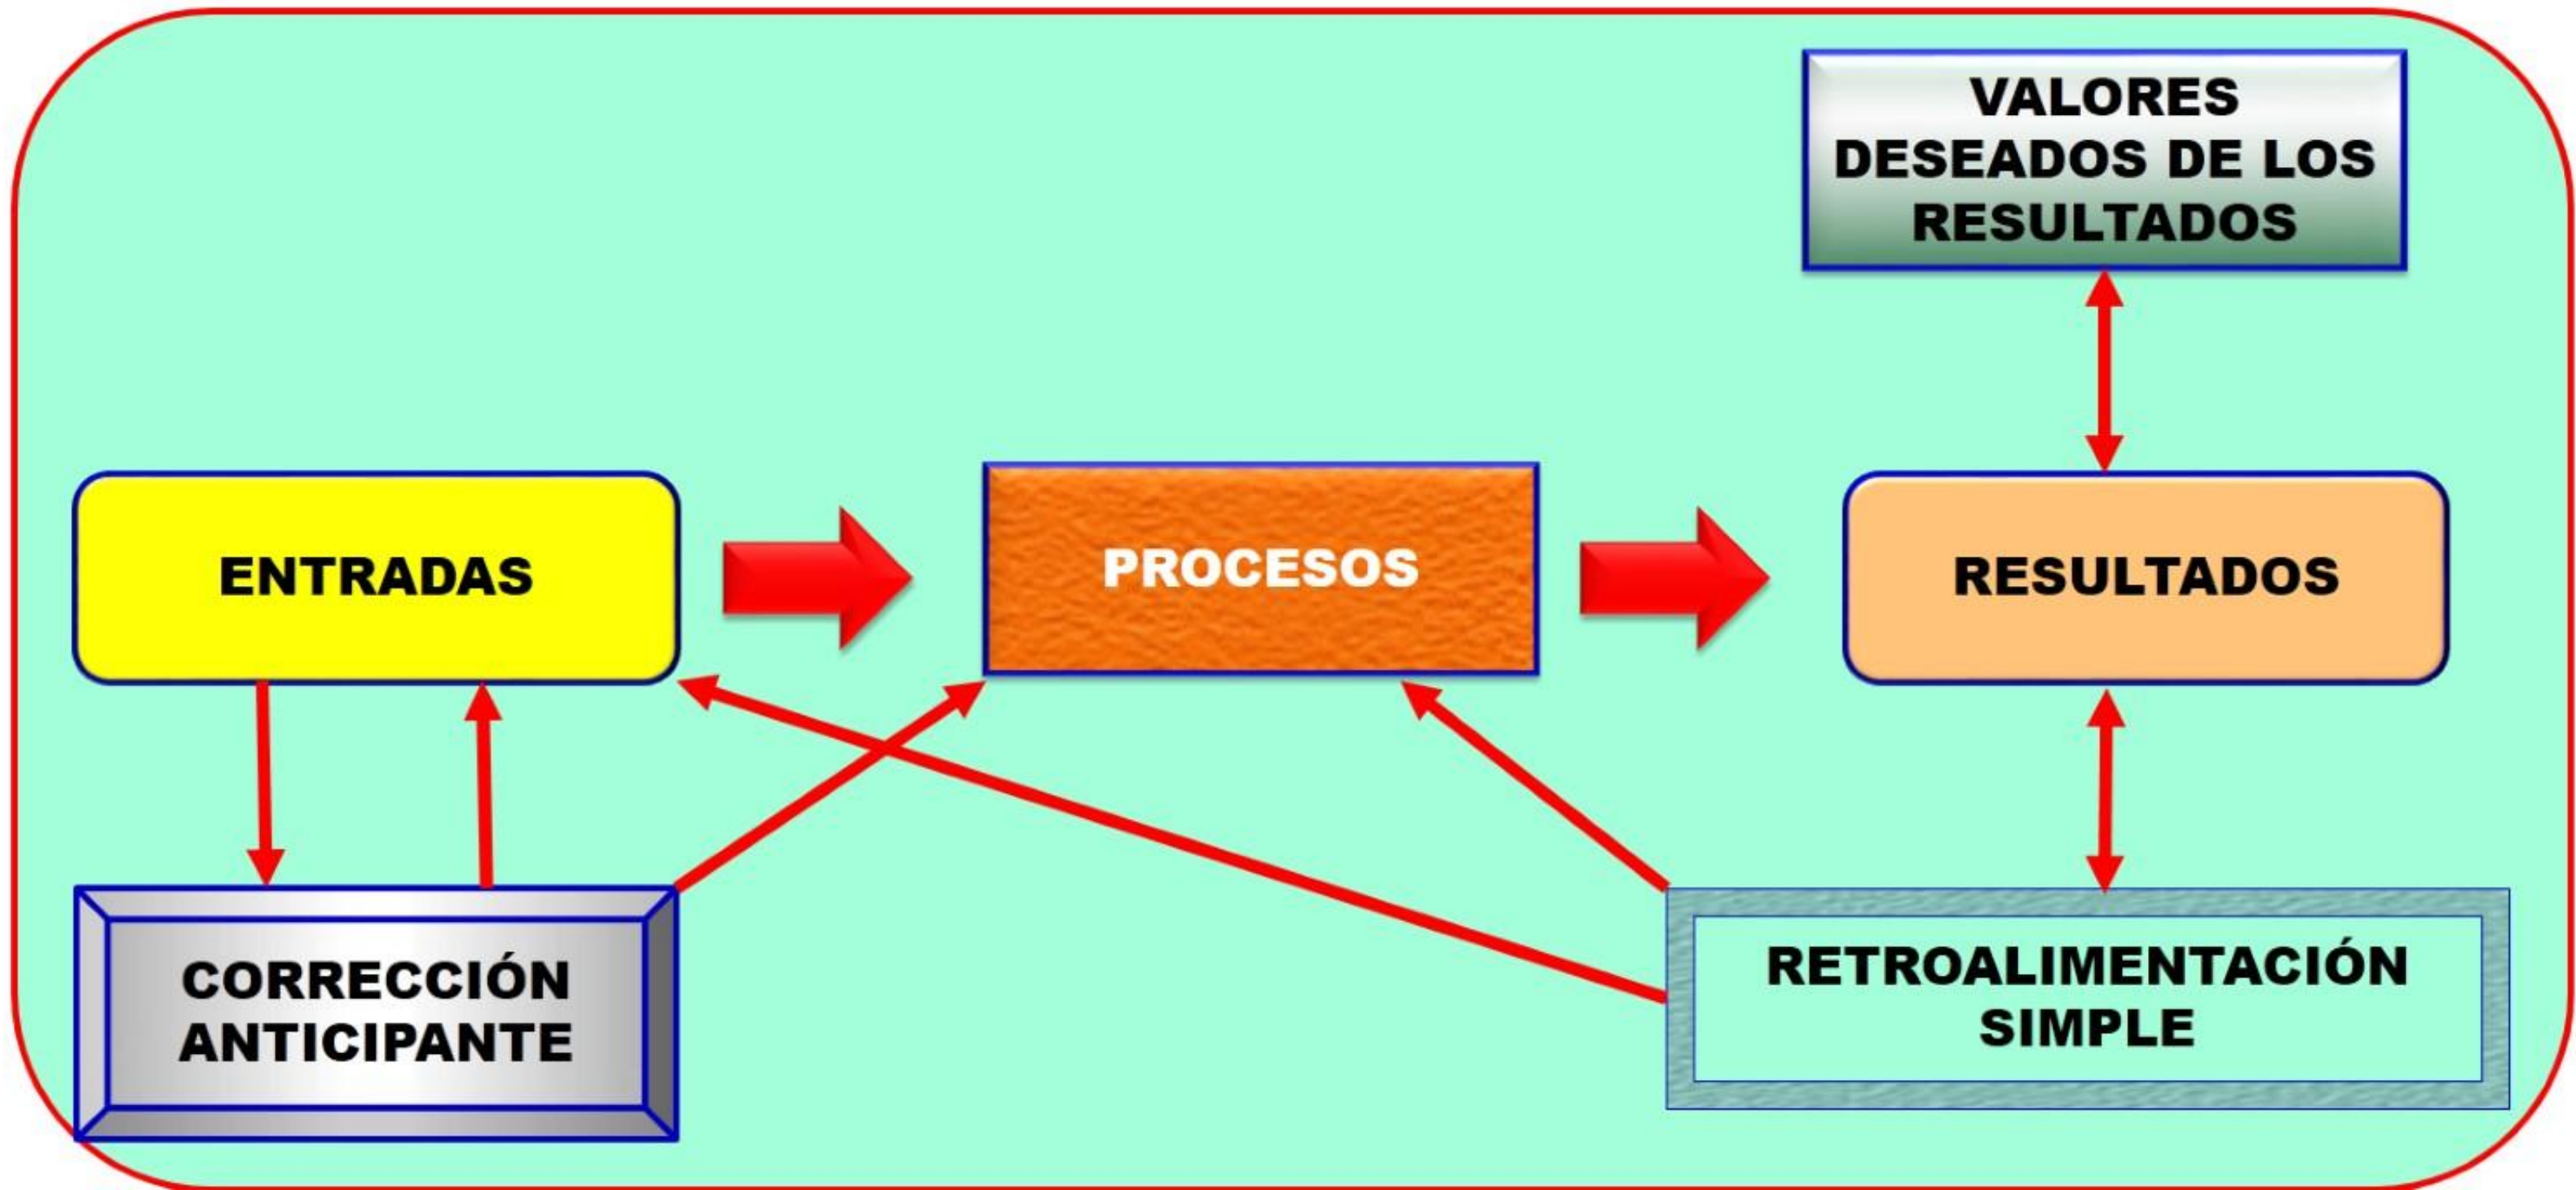 VALORES
DESEADOS DE LOS
RESULTADOS
ENTRADAS
PROCESOS
RESULTADOS
CORRECCIÓN
ANTICIPANTE
RETROALIMENTACIÓN
SIMPLE